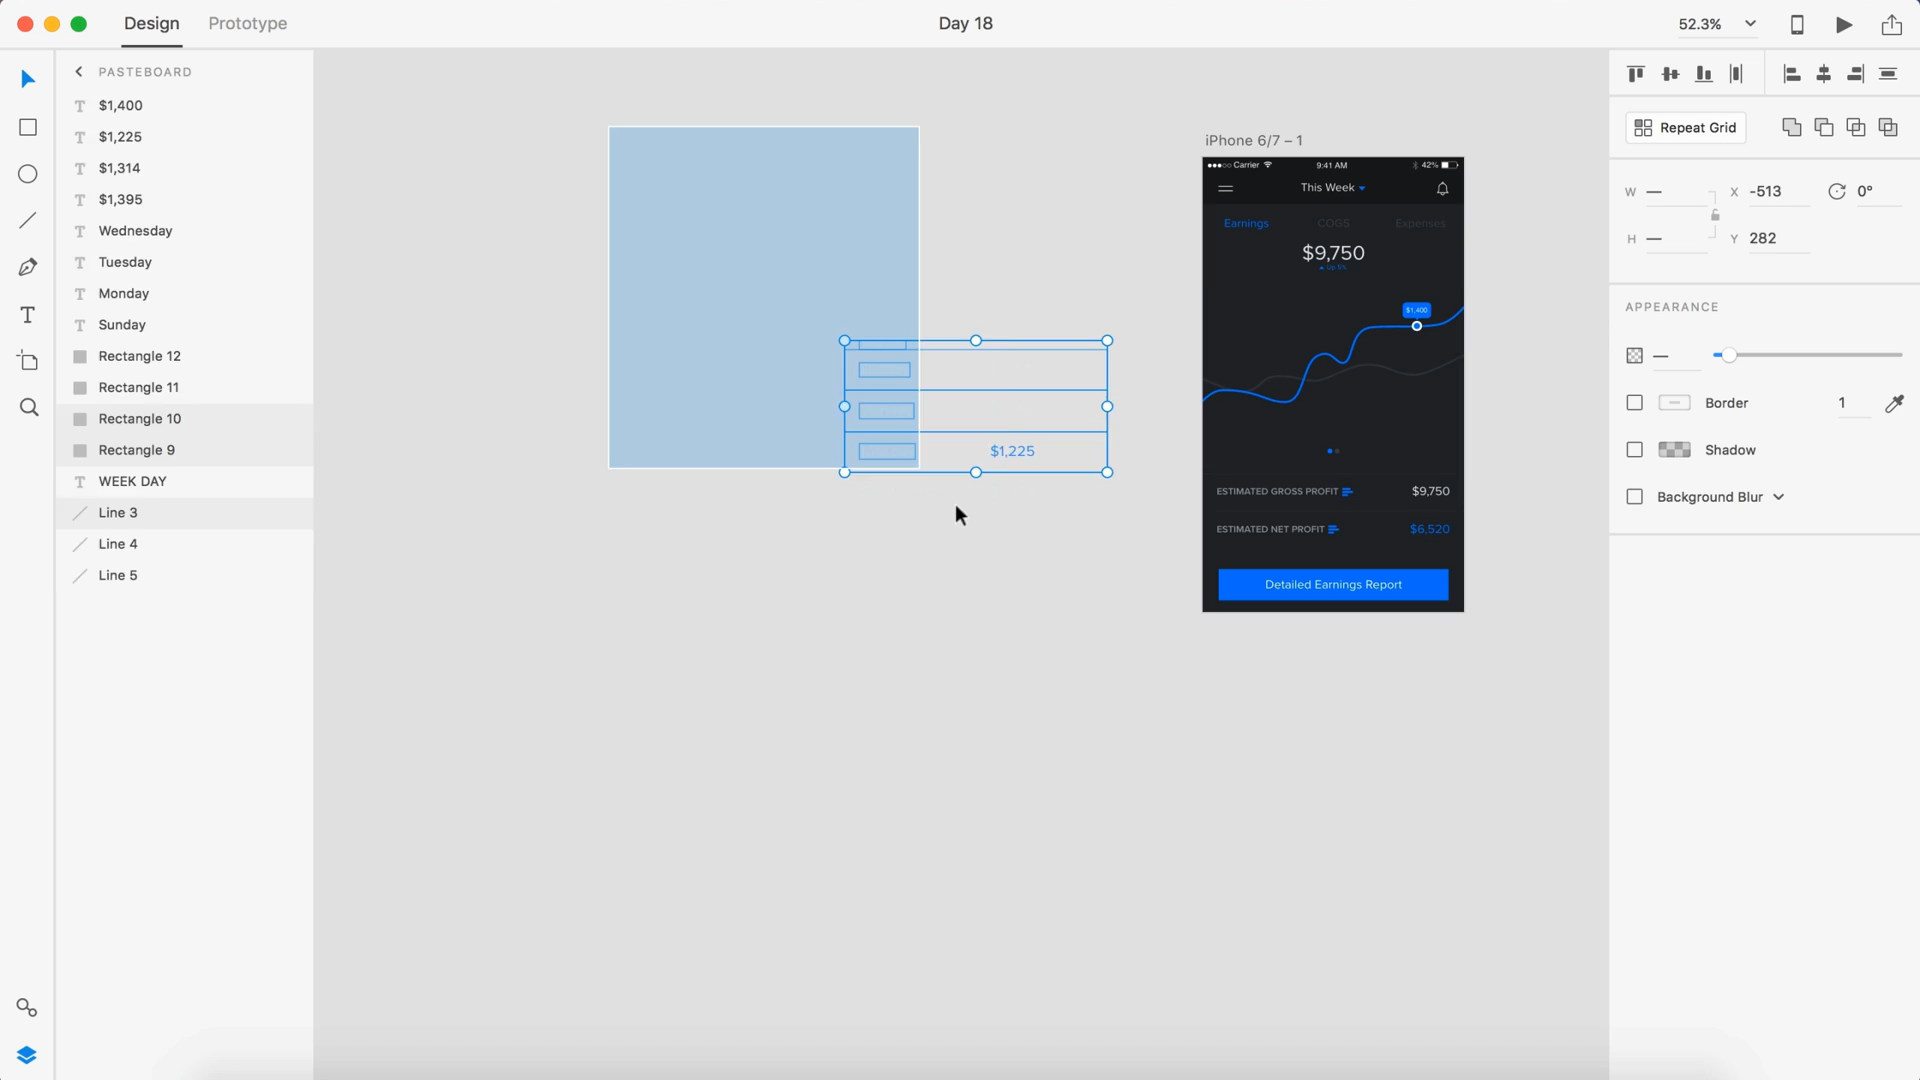 Design
Prototype
Day 18
52.3%
PASTEBOARD
$1,400
$1,225
$1,314
$1,395
Wednesday
Tuesday
Monday
Sunday
Rectangle 12
Rectangle 11
Rectangle 10
Rectangle 9
WEEK DAY
Line 3
Line 4
Line 5
$1,225
iPhone 6/7 – 1
Carrier
9:41 AM
42%
This Week
Earnings
COGS
Expenses
$9,750
Up 5%
$1,400
ESTIMATED GROSS PROFIT
$9,750
ESTIMATED NET PROFIT
$6,520
Detailed Earnings Report
Repeat Grid
W —
X -513
0°
H —
Y 282
APPEARANCE
—
Border
1
Shadow
Background Blur